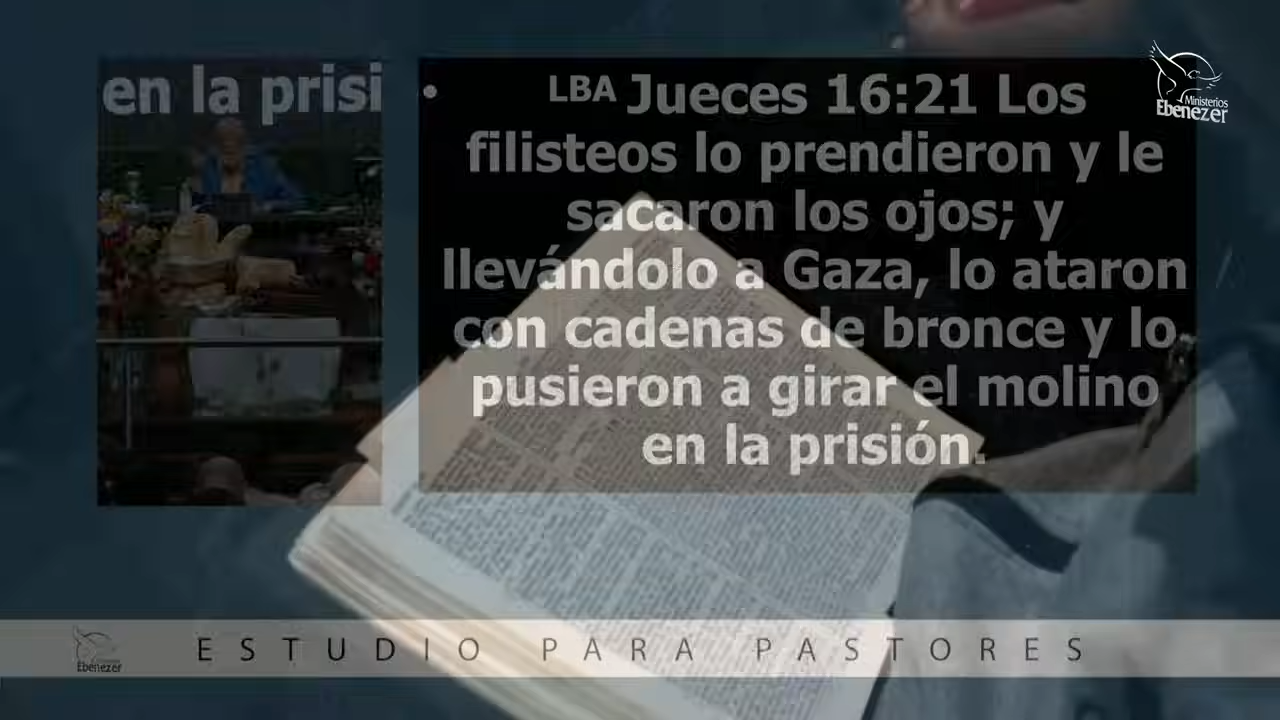 en la prisi
LBA Jueces 16:21 Los
filisteos lo prendieron y le
sacaron los ojos; y
llevándolo a Gaza, lo ataron
con cadenas de bronce y lo
pusieron a girar el molino
en la prisión.
Ministerios
Ebenezer
Ebenezer
ESTUDIO PARA PASTORES